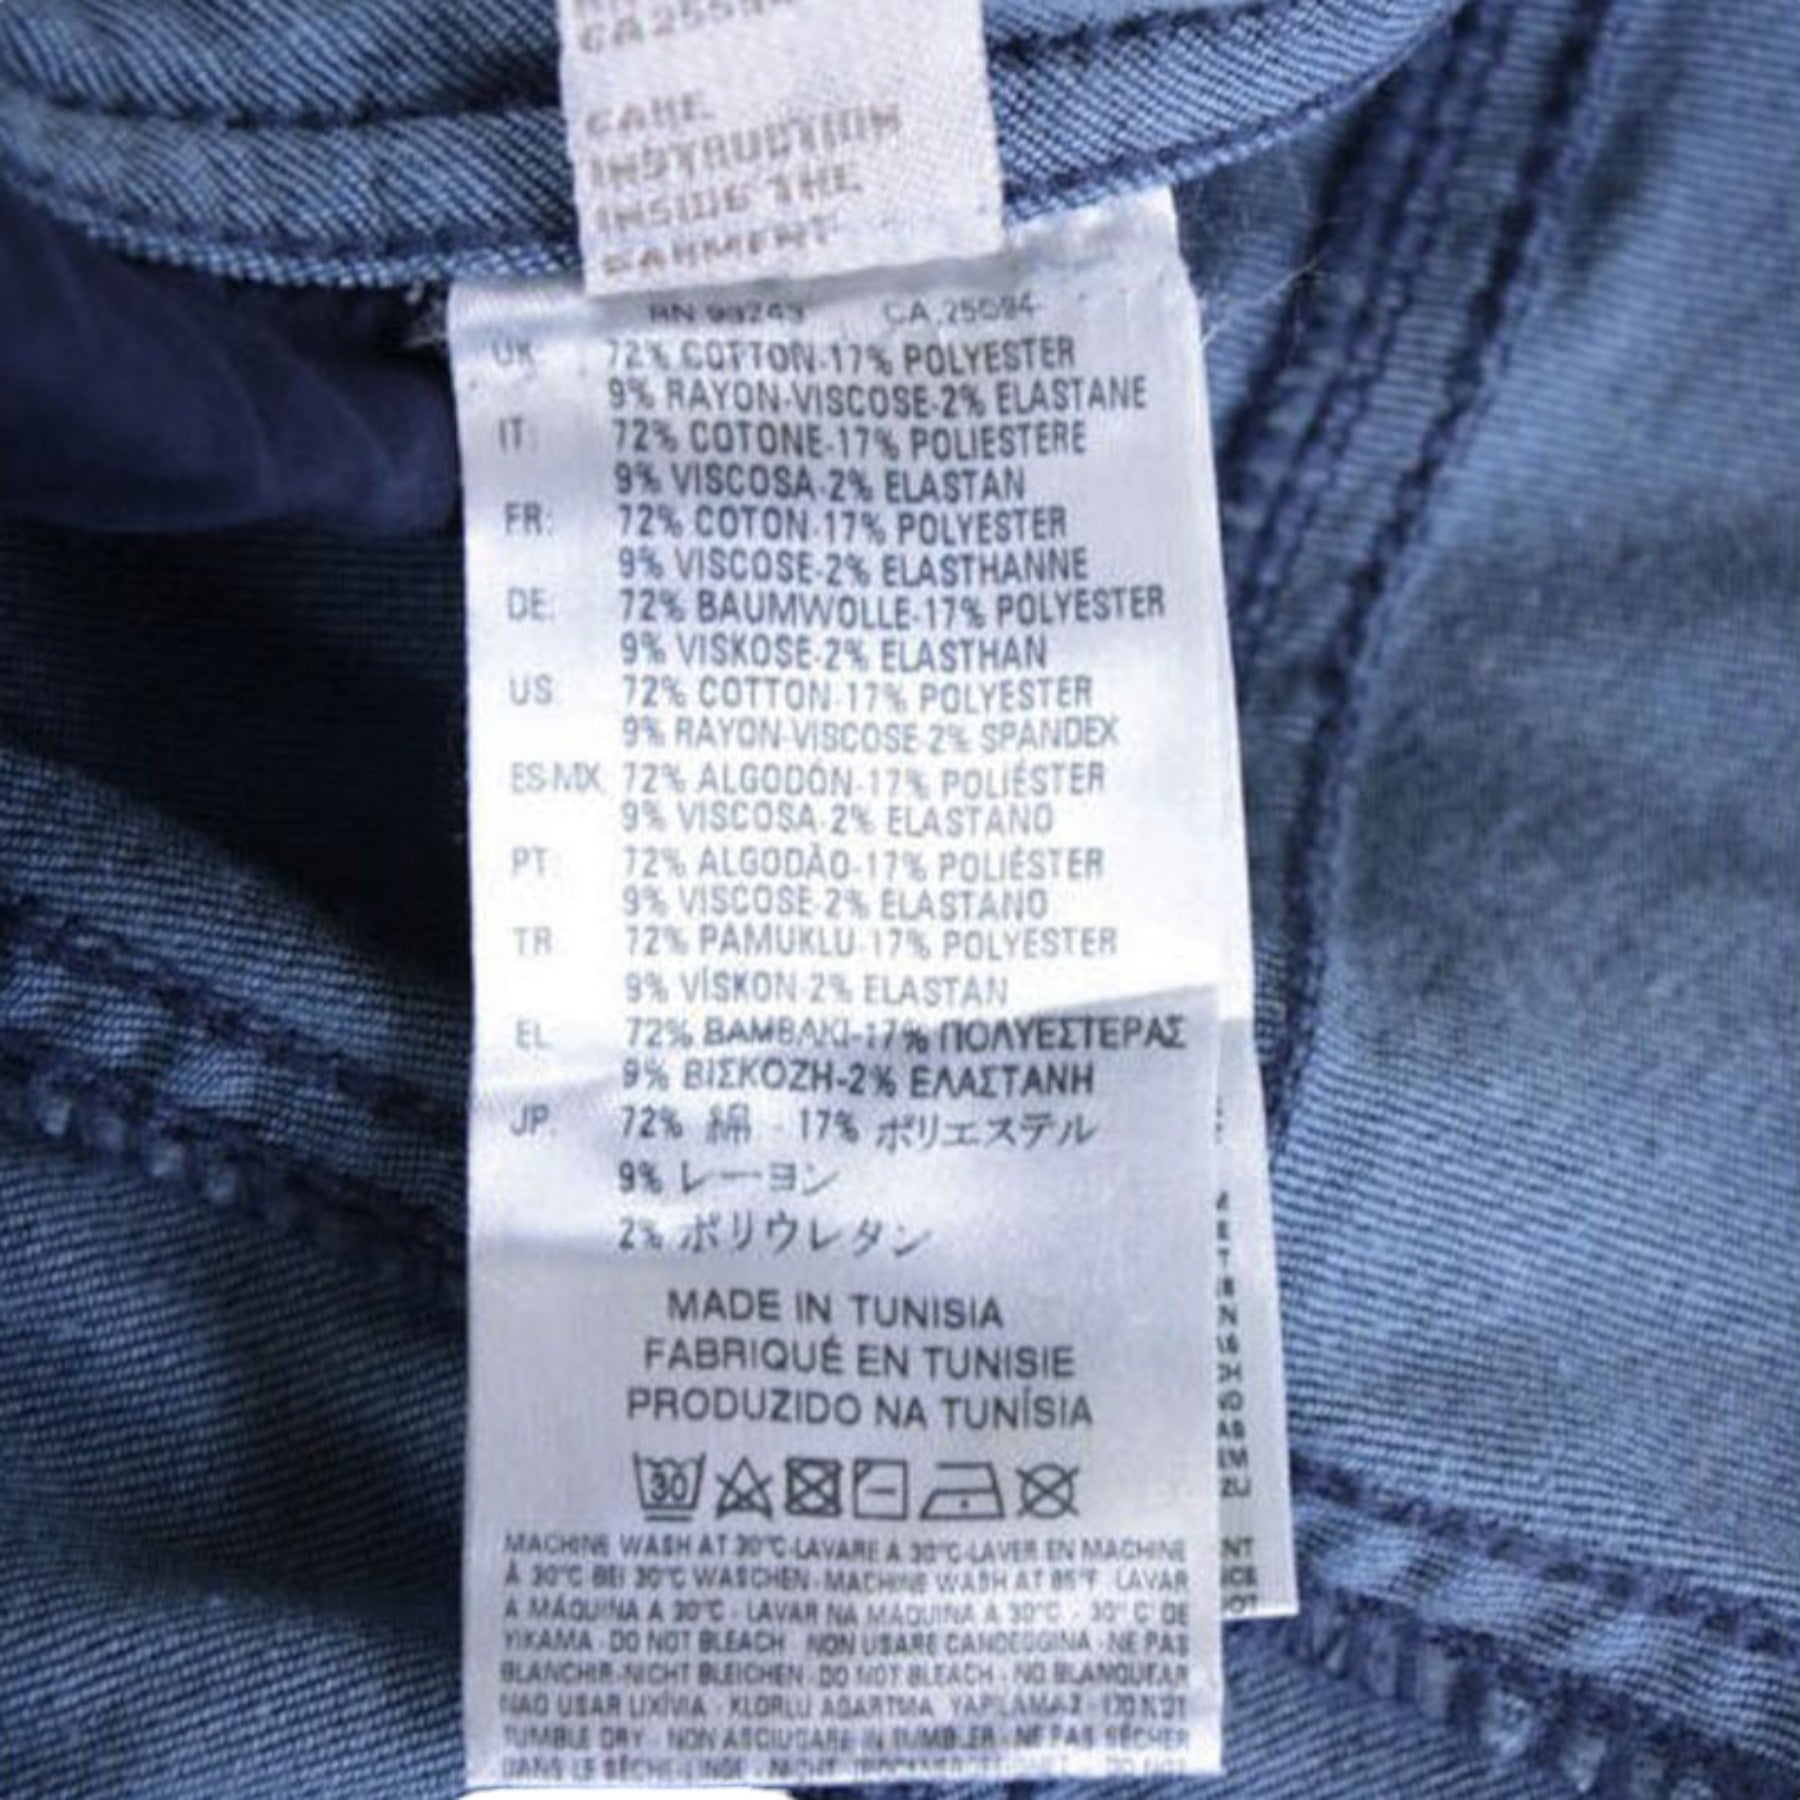 CARE
INSTRUCTION
INSIDE THE
GARMENT
RN 93243 CA 25594
UK 72% COTTON-17% POLYESTER
9% RAYON-VISCOSE-2% ELASTANE
IT: 72% COTONE-17% POLIESTERE
9% VISCOSA-2% ELASTAN
FR: 72% COTON-17% POLYESTER
9% VISCOSE-2% ELASTHANNE
DE: 72% BAUMWOLLE-17% POLYESTER
9% VISKOSE-2% ELASTHAN
US 72% COTTON-17% POLYESTER
9% RAYON-VISCOSE-2% SPANDEX
ES-MX 72% ALGODÓN-17% POLIÉSTER
9% VISCOSA-2% ELASTANO
PT: 72% ALGODÃO-17% POLIÉSTER
9% VISCOSE-2% ELASTANO
TR 72% PAMUKLU-17% POLYESTER
9% VİSKON-2% ELASTAN
EL 72% ΒΑΜΒΑΚΙ-17% ΠΟΛΥΕΣΤΕΡΑΣ
9% ΒΙΣΚΟΖΗ-2% ΕΛΑΣΤΑΝΗ
JP: 72% 綿 - 17% ポリエステル
9% レーヨン
2% ポリウレタン
MADE IN TUNISIA
FABRIQUÉ EN TUNISIE
PRODUZIDO NA TUNÍSIA
30
MACHINE WASH AT 30°C-LAVARE A 30°C-LAVER EN MACHINE
À 30°C BEI 30°C WASCHEN-MACHINE WASH AT 85°F LAVAR
A MÁQUINA A 30°C - LAVAR NA MÁQUINA A 30°C - 30° C' DE
YIKAMA - DO NOT BLEACH NON USARE CANDEGGINA - NE PAS
BLANCHIR-NICHT BLEICHEN-DO NOT BLEACH - NO BLANQUEAR
NAO USAR LIXÍVIA - KLORLU AGARTMA YAPLAMAZ - DO NOT
TUMBLE DRY - NON ASCIUGARE IN TUMBLER - NE PAS SÉCHER
DANS LE SÈCHE-LINGE - NICHT